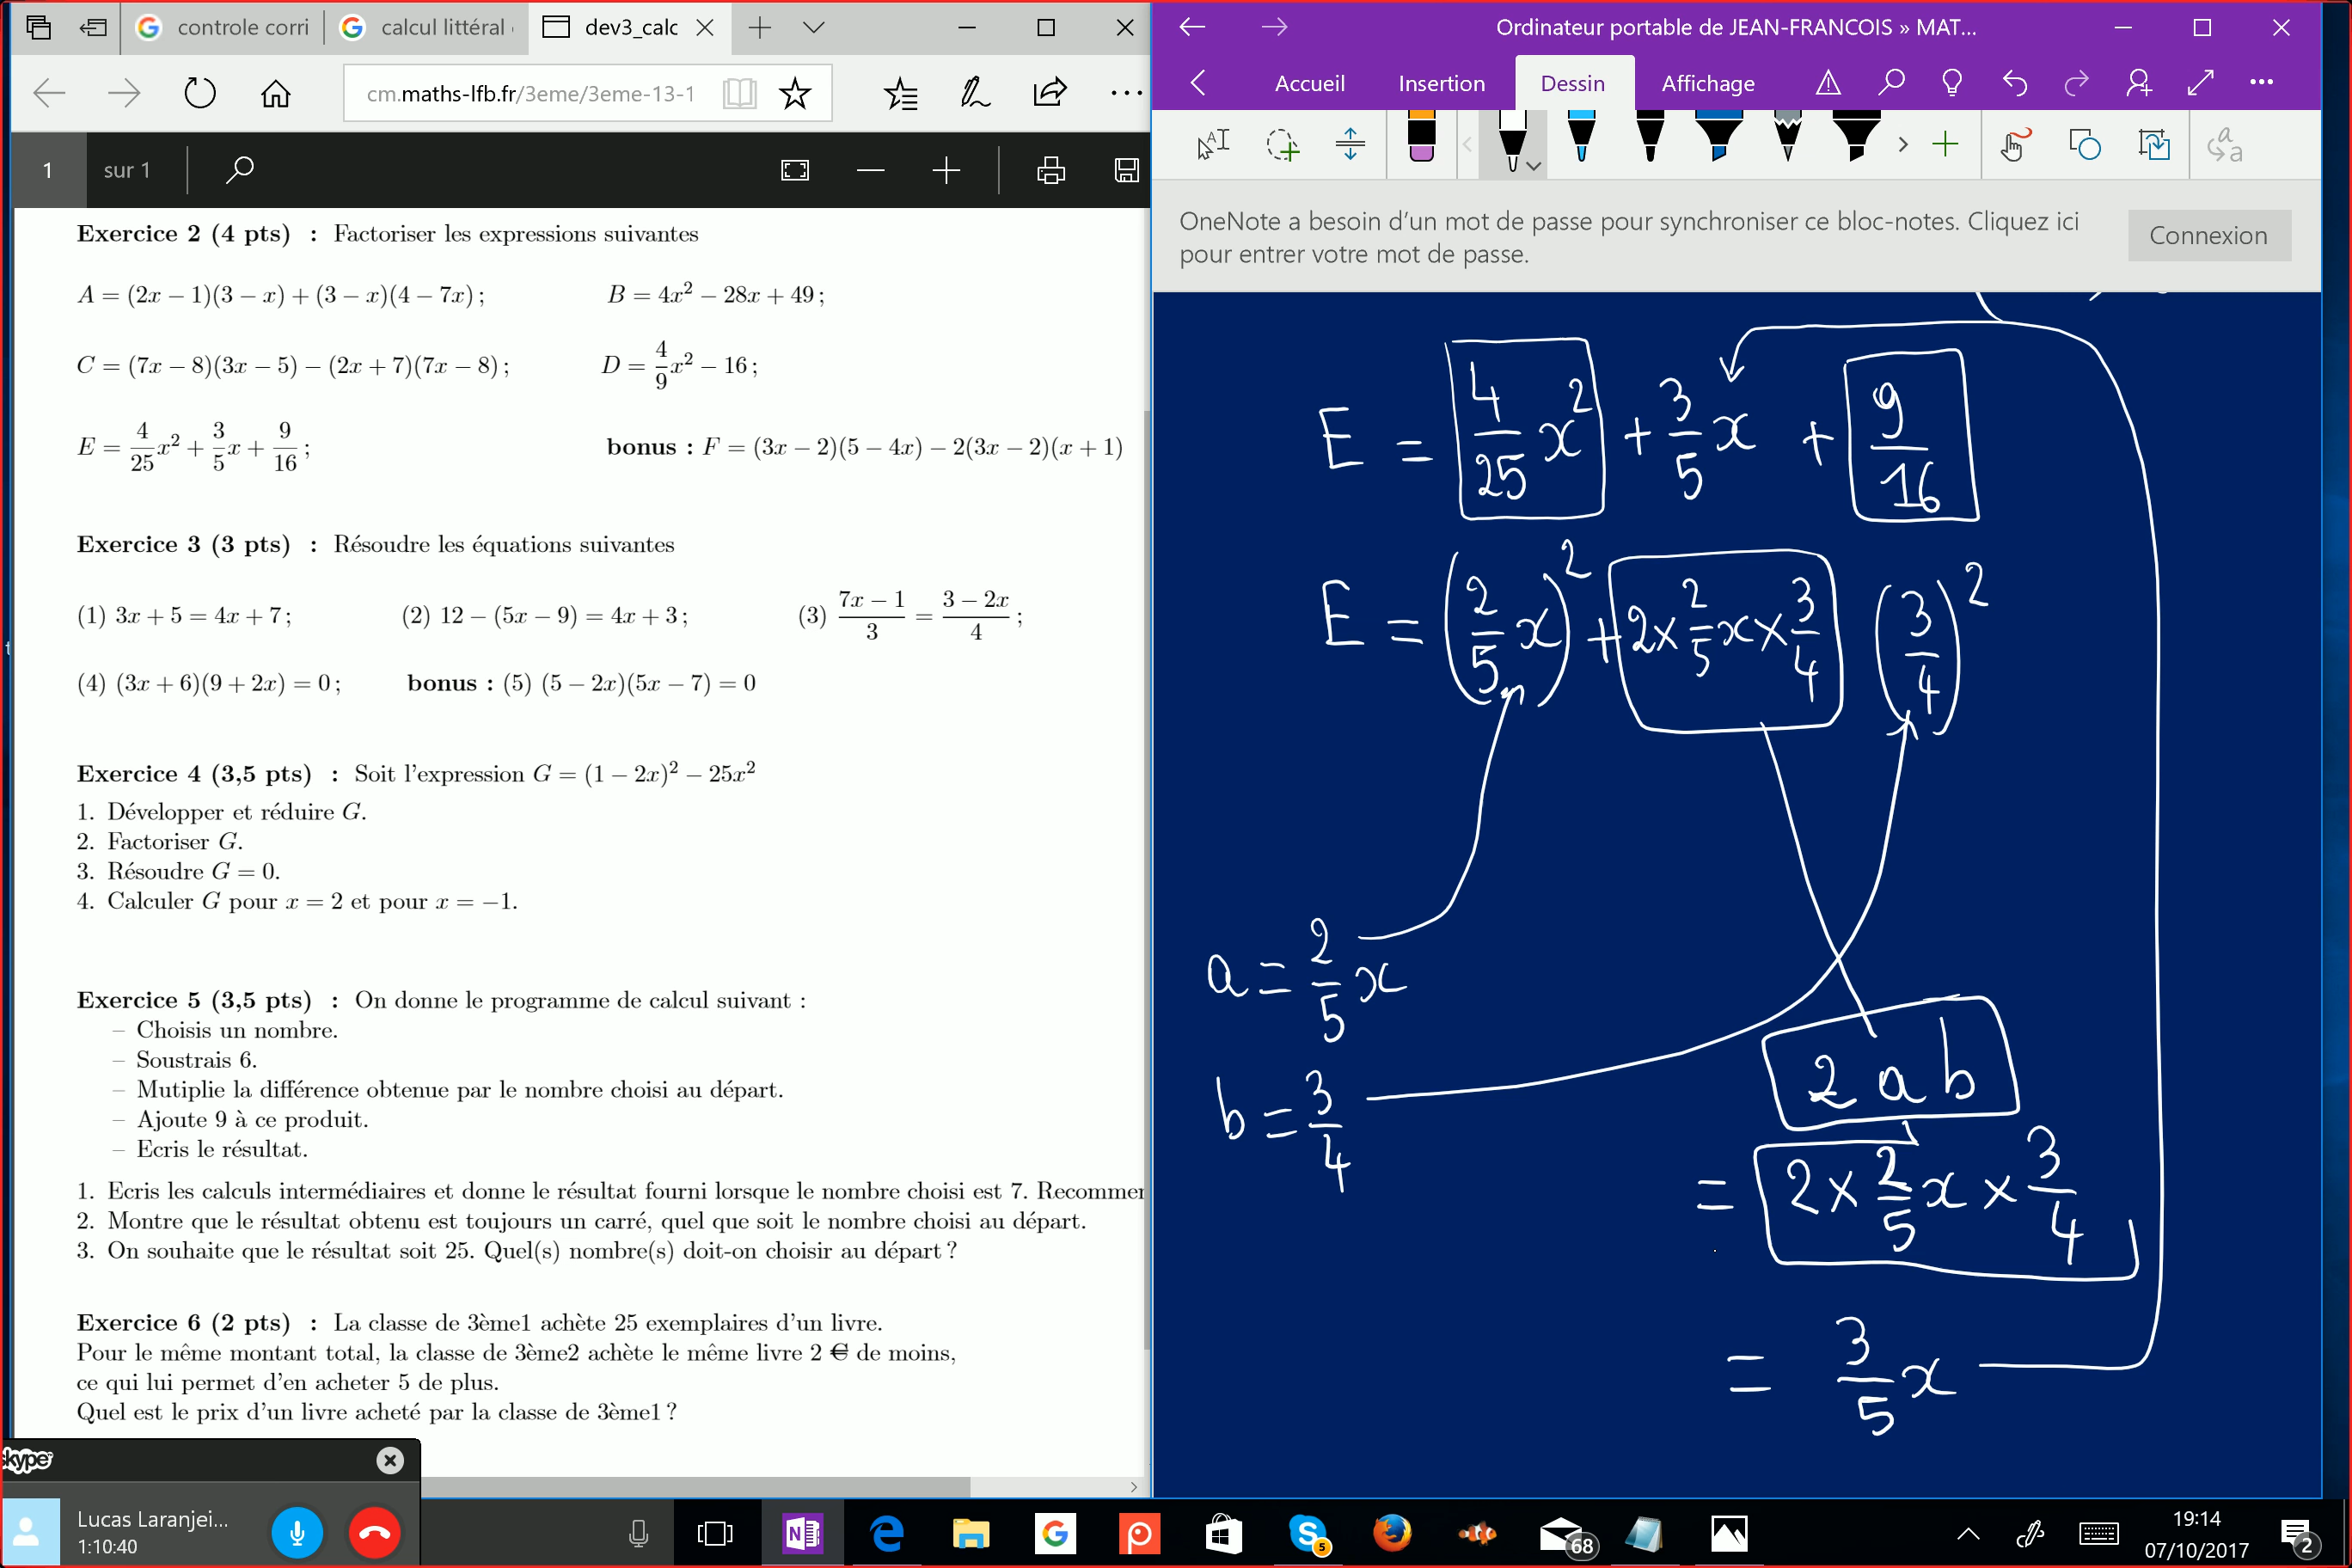 controle corri
calcul littéral
dev3_calc
cm.maths-lfb.fr/3eme/3eme-13-1
1 sur 1
Exercice 2 (4 pts) : Factoriser les expressions suivantes
A = (2x − 1)(3 − x) + (3 − x)(4 − 7x) ; B = 4x² − 28x + 49 ;
C = (7x − 8)(3x − 5) − (2x + 7)(7x − 8) ; D = 4/9 x² − 16 ;
E = 4/25 x² + 3/5 x + 9/16 ; bonus : F = (3x − 2)(5 − 4x) − 2(3x − 2)(x + 1)
Exercice 3 (3 pts) : Résoudre les équations suivantes
(1) 3x + 5 = 4x + 7 ; (2) 12 − (5x − 9) = 4x + 3 ; (3) (7x − 1)/3 = (3 − 2x)/4 ;
(4) (3x + 6)(9 + 2x) = 0 ; bonus : (5) (5 − 2x)(5x − 7) = 0
Exercice 4 (3,5 pts) : Soit l'expression G = (1 − 2x)² − 25x²
1. Développer et réduire G.
2. Factoriser G.
3. Résoudre G = 0.
4. Calculer G pour x = 2 et pour x = −1.
Exercice 5 (3,5 pts) : On donne le programme de calcul suivant :
– Choisis un nombre.
– Soustrais 6.
– Mutiplie la différence obtenue par le nombre choisi au départ.
– Ajoute 9 à ce produit.
– Ecris le résultat.
1. Ecris les calculs intermédiaires et donne le résultat fourni lorsque le nombre choisi est 7. Recommen
2. Montre que le résultat obtenu est toujours un carré, quel que soit le nombre choisi au départ.
3. On souhaite que le résultat soit 25. Quel(s) nombre(s) doit-on choisir au départ ?
Exercice 6 (2 pts) : La classe de 3ème1 achète 25 exemplaires d'un livre.
Pour le même montant total, la classe de 3ème2 achète le même livre 2 € de moins,
ce qui lui permet d'en acheter 5 de plus.
Quel est le prix d'un livre acheté par la classe de 3ème1 ?
skype
Lucas Laranjei...
1:10:40
Ordinateur portable de JEAN-FRANCOIS » MAT...
Accueil Insertion Dessin Affichage
OneNote a besoin d'un mot de passe pour synchroniser ce bloc-notes. Cliquez ici
pour entrer votre mot de passe.
Connexion
E = 4/25 x² + 3/5 x + 9/16
E = (2/5 x)² + 2 × 2/5 x × 3/4 (3/4)²
a = 2/5 x
b = 3/4
2 a b
= 2 × 2/5 x × 3/4
= 3/5 x
5
68
19:14
07/10/2017
2